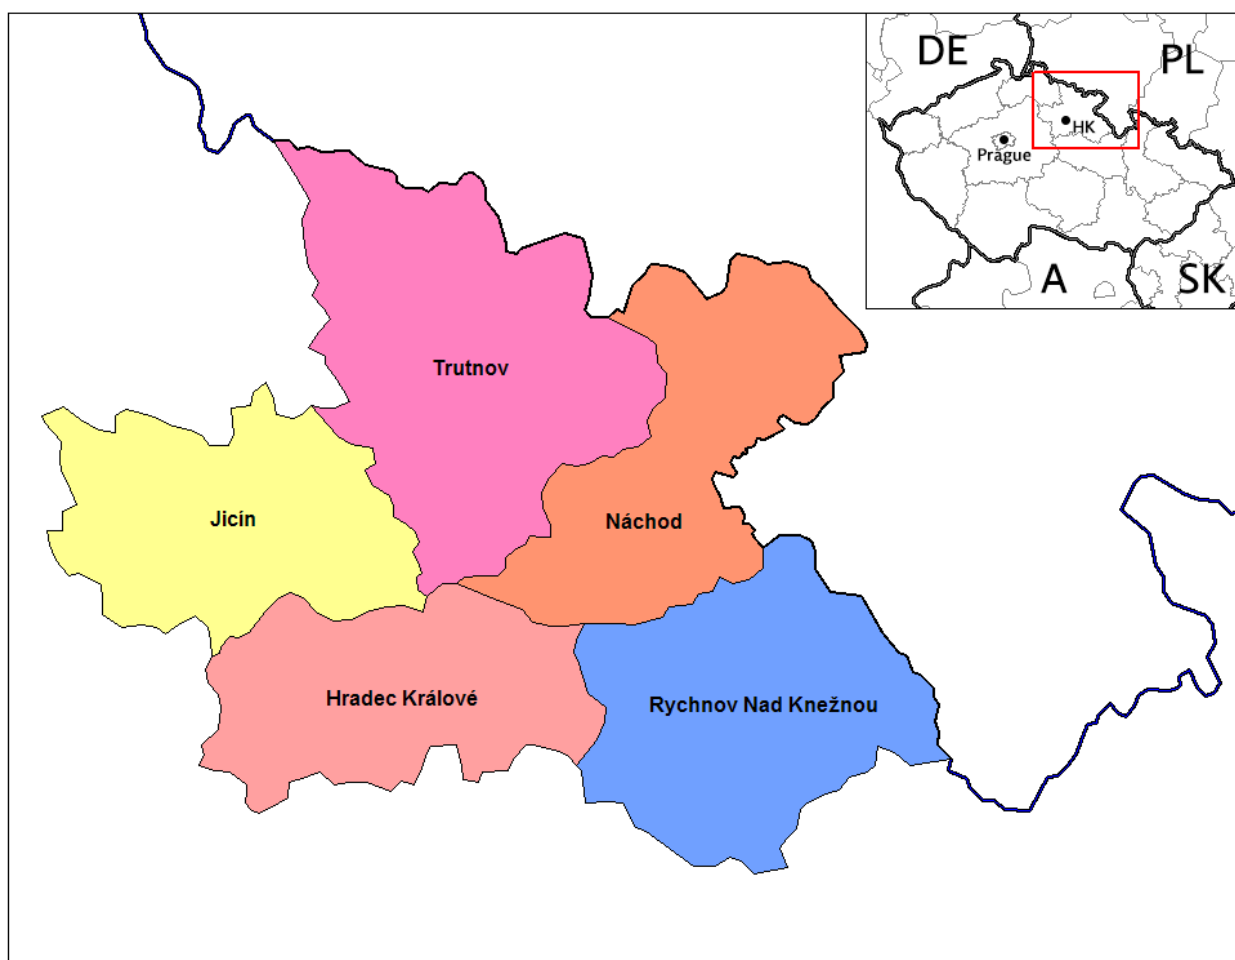 DE
PL
HK
Prague
A
SK
Trutnov
Jicín
Náchod
Hradec Králové
Rychnov Nad Knežnou